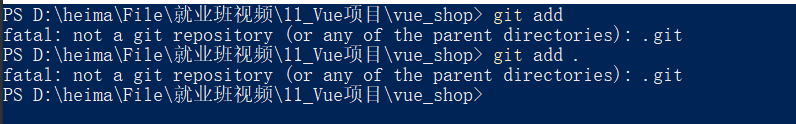 PS D:\heima\File\就业班视频\11_Vue项目\vue_shop> git add
fatal: not a git repository (or any of the parent directories): .git
PS D:\heima\File\就业班视频\11_Vue项目\vue_shop> git add .
fatal: not a git repository (or any of the parent directories): .git
PS D:\heima\File\就业班视频\11_Vue项目\vue_shop>